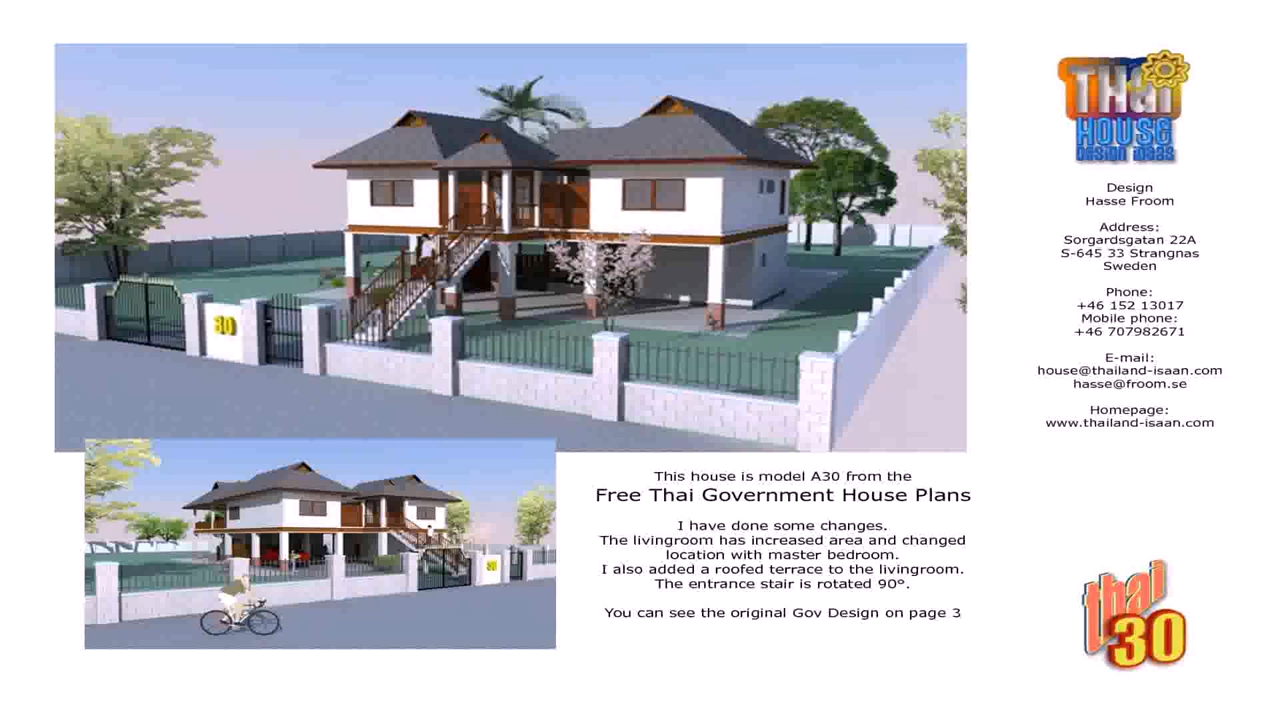 THai
HOUSE
Design ideas
Design
Hasse Froom
Address:
Sorgardsgatan 22A
S-645 33 Strangnas
Sweden
Phone:
+46 152 13017
Mobile phone:
+46 707982671
E-mail:
house@thailand-isaan.com
hasse@froom.se
Homepage:
www.thailand-isaan.com
30
30
This house is model A30 from the
Free Thai Government House Plans
I have done some changes.
The livingroom has increased area and changed
location with master bedroom.
I also added a roofed terrace to the livingroom.
The entrance stair is rotated 90°.
You can see the original Gov Design on page 3
thai
30